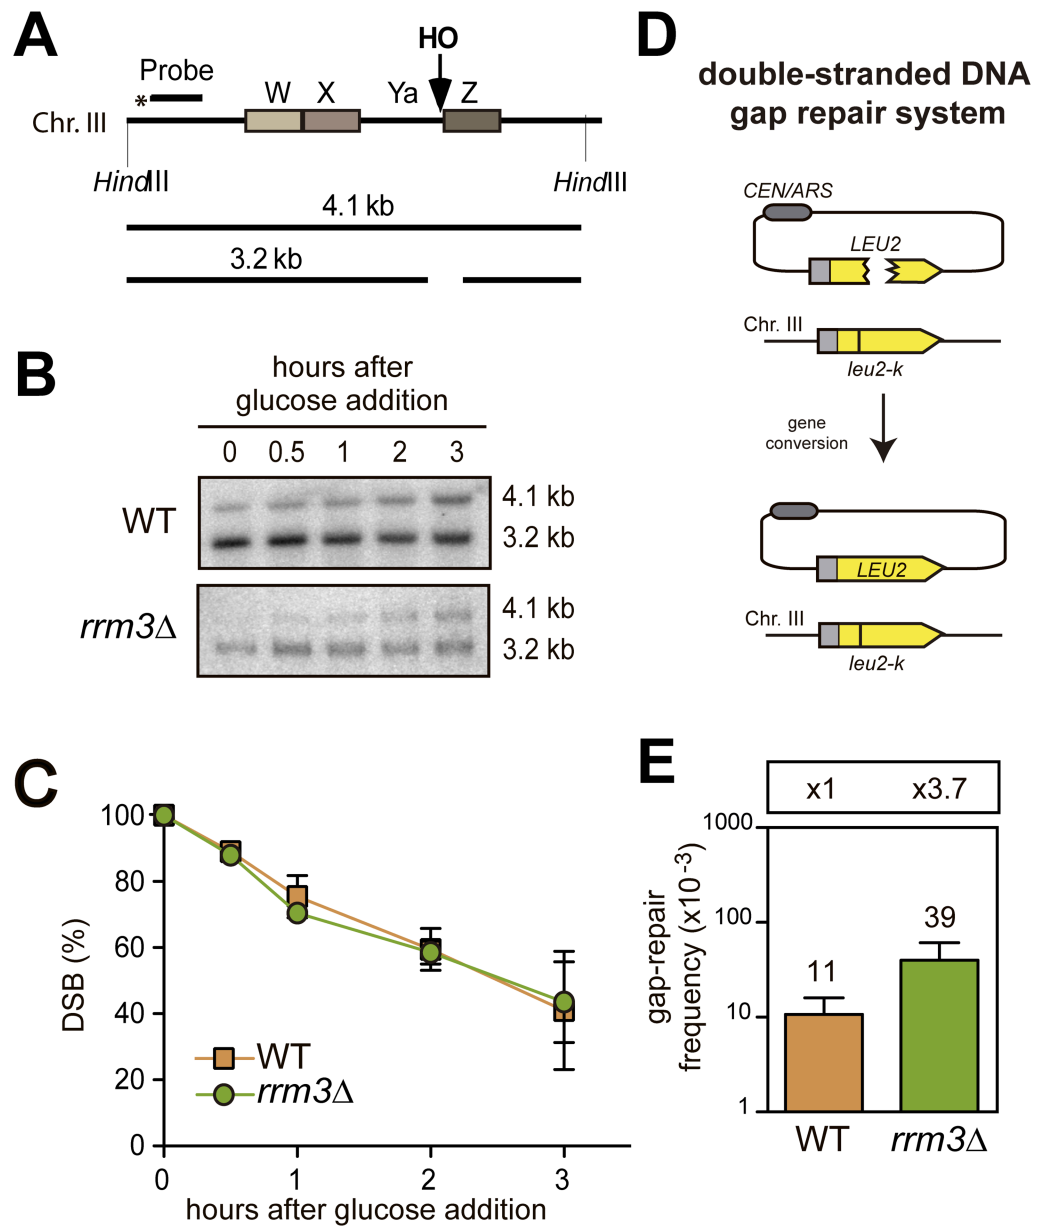 A
HO
Probe
*
W X Ya Z
Chr. III
HindIII HindIII
4.1 kb
3.2 kb
B
hours after
glucose addition
0 0.5 1 2 3
WT
4.1 kb
3.2 kb
rrm3Δ
4.1 kb
3.2 kb
C
100
80
60
40
20
0
DSB (%)
WT
rrm3Δ
0 1 2 3
hours after glucose addition
D
double-stranded DNA
gap repair system
CEN/ARS
LEU2
Chr. III
leu2-k
gene
conversion
LEU2
Chr. III
leu2-k
E
x1 x3.7
1000
100
10
1
gap-repair
frequency (x10⁻³)
11
39
WT rrm3Δ